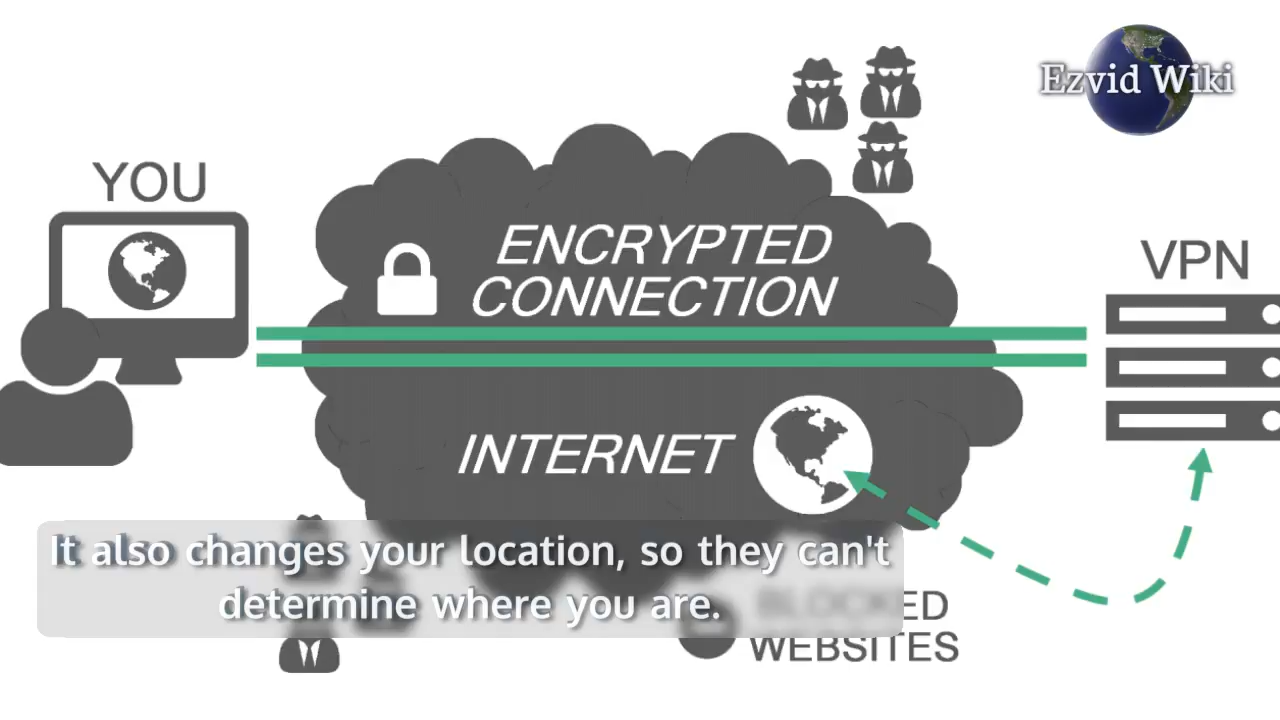 Ezvid Wiki
YOU
ENCRYPTED
CONNECTION
VPN
INTERNET
It also changes your location, so they can't
determine where you are.
BLOCKED
WEBSITES